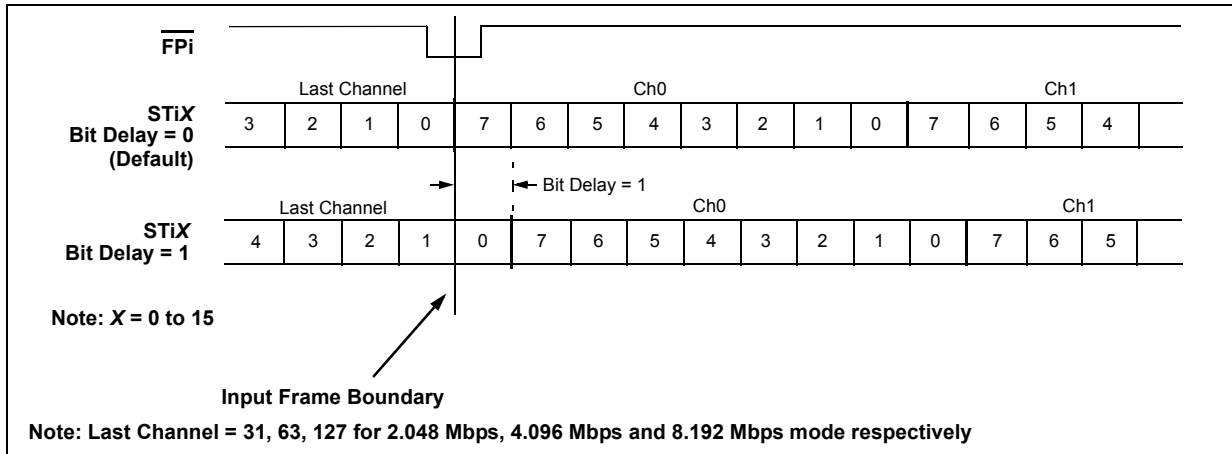 FPi
Last Channel Ch0 Ch1
STiX
Bit Delay = 0
(Default)
3 2 1 0 7 6 5 4 3 2 1 0 7 6 5 4
Bit Delay = 1
Last Channel Ch0 Ch1
STiX
Bit Delay = 1
4 3 2 1 0 7 6 5 4 3 2 1 0 7 6 5
Note: X = 0 to 15
Input Frame Boundary
Note: Last Channel = 31, 63, 127 for 2.048 Mbps, 4.096 Mbps and 8.192 Mbps mode respectively